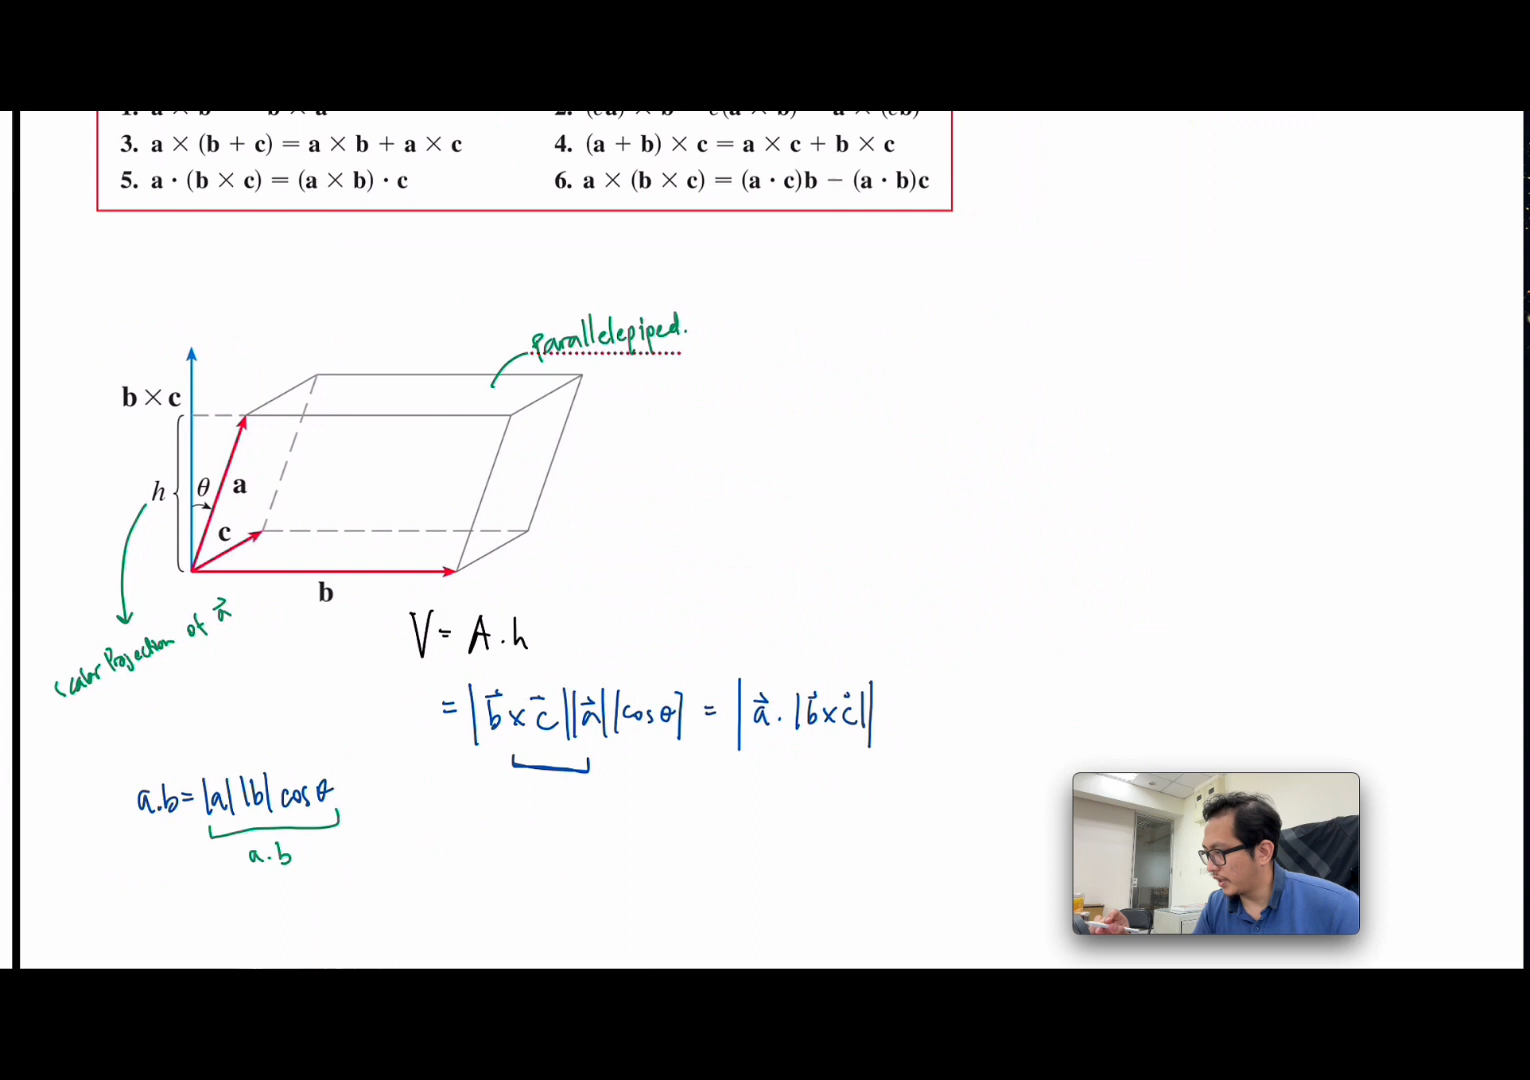 3. a × (b + c) = a × b + a × c
4. (a + b) × c = a × c + b × c
5. a · (b × c) = (a × b) · c
6. a × (b × c) = (a · c)b − (a · b)c
Parallelepiped.
b × c
h
θ
a
c
b
Scalar Projection of a⃗
V = A . h
= |b⃗ × c⃗||a⃗||cos θ| = |a⃗ . |b⃗ × c⃗||
a.b = |a| |b| cos θ
a.b